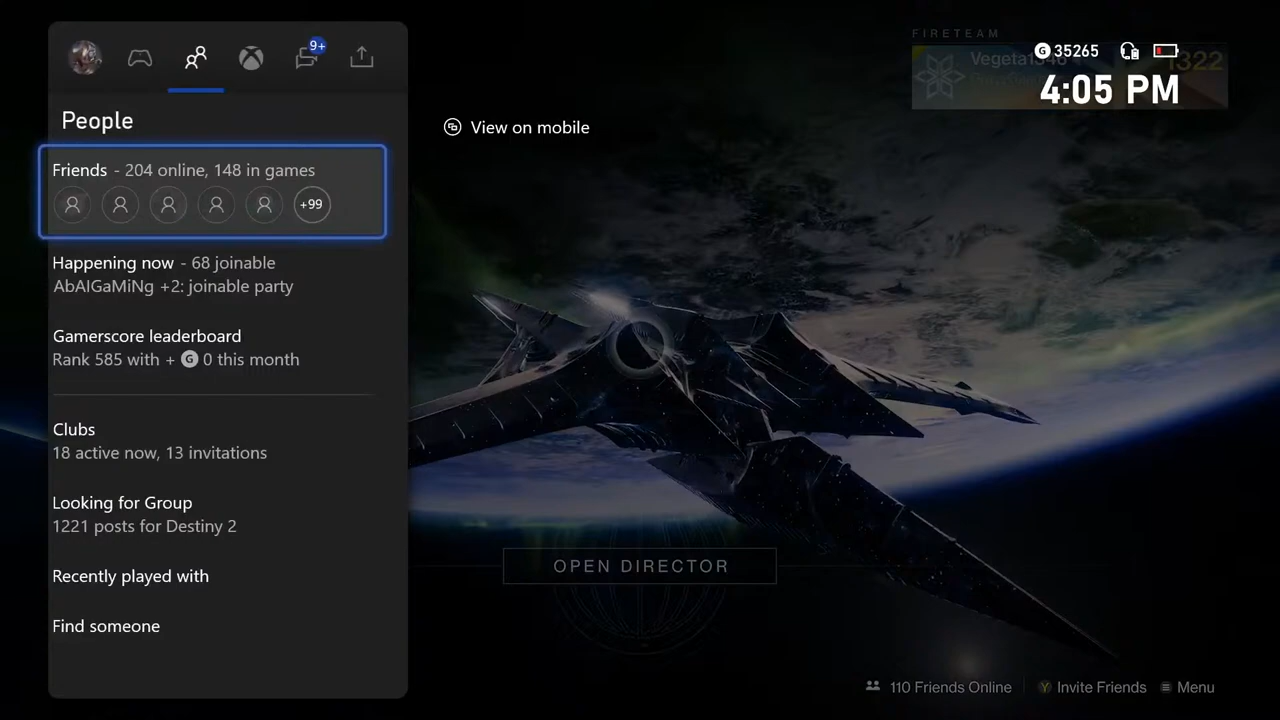 9+
FIRETEAM
35265
1322
4:05 PM
People
View on mobile
Friends - 204 online, 148 in games
+99
Happening now - 68 joinable
AbAIGaMiNg +2: joinable party
Gamerscore leaderboard
Rank 585 with + G 0 this month
Clubs
18 active now, 13 invitations
Looking for Group
1221 posts for Destiny 2
OPEN DIRECTOR
Recently played with
Find someone
110 Friends Online
Y Invite Friends
Menu